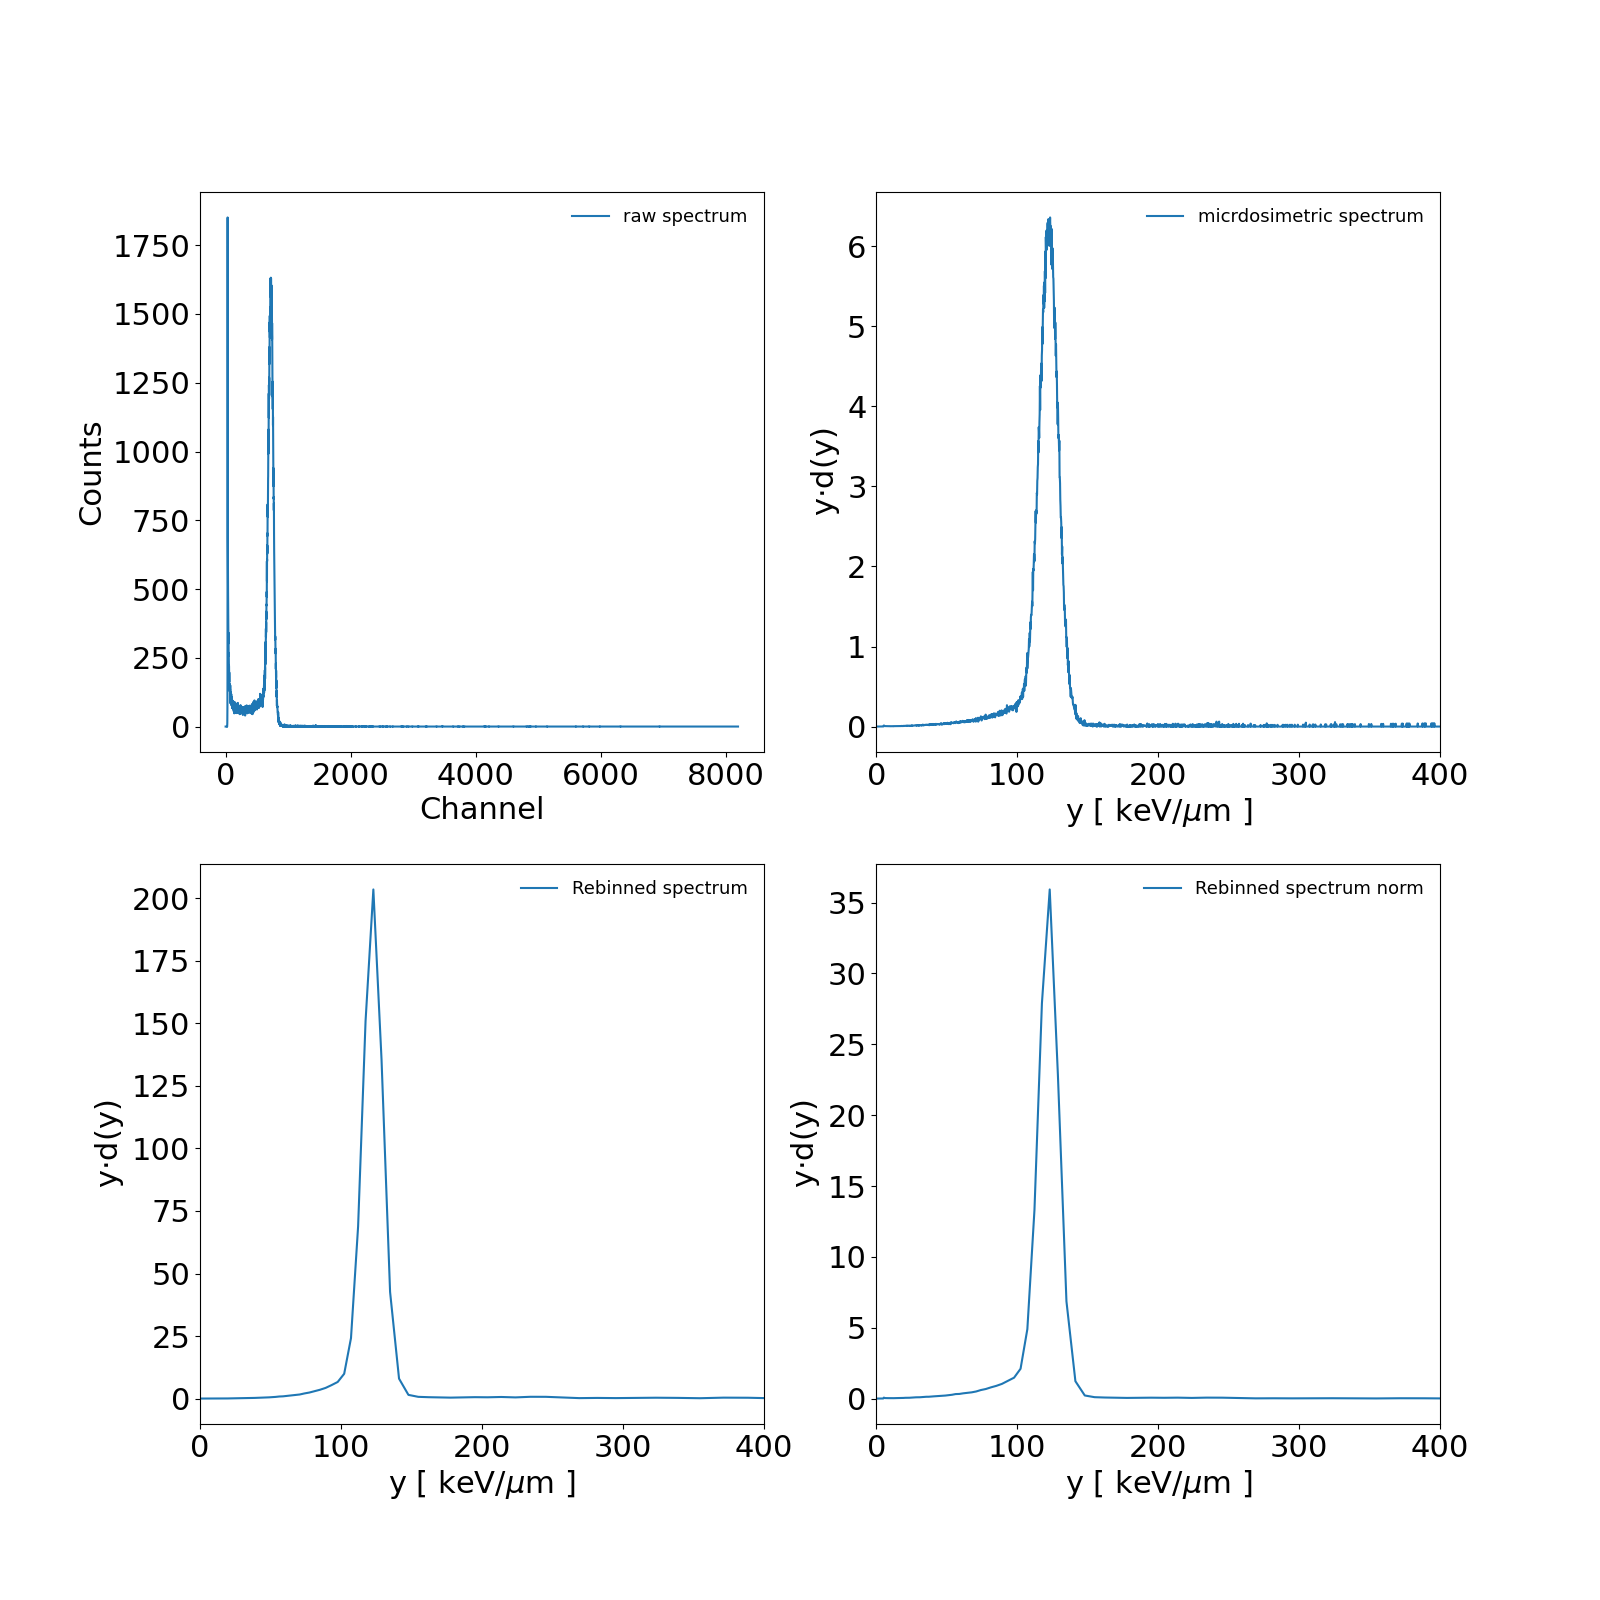 raw spectrum
1750
1500
1250
1000
750
500
250
0
Counts
0 2000 4000 6000 8000
Channel
micrdosimetric spectrum
6
5
4
3
2
1
0
y·d(y)
0 100 200 300 400
y [ keV/μm ]
Rebinned spectrum
200
175
150
125
100
75
50
25
0
y·d(y)
0 100 200 300 400
y [ keV/μm ]
Rebinned spectrum norm
35
30
25
20
15
10
5
0
y·d(y)
0 100 200 300 400
y [ keV/μm ]